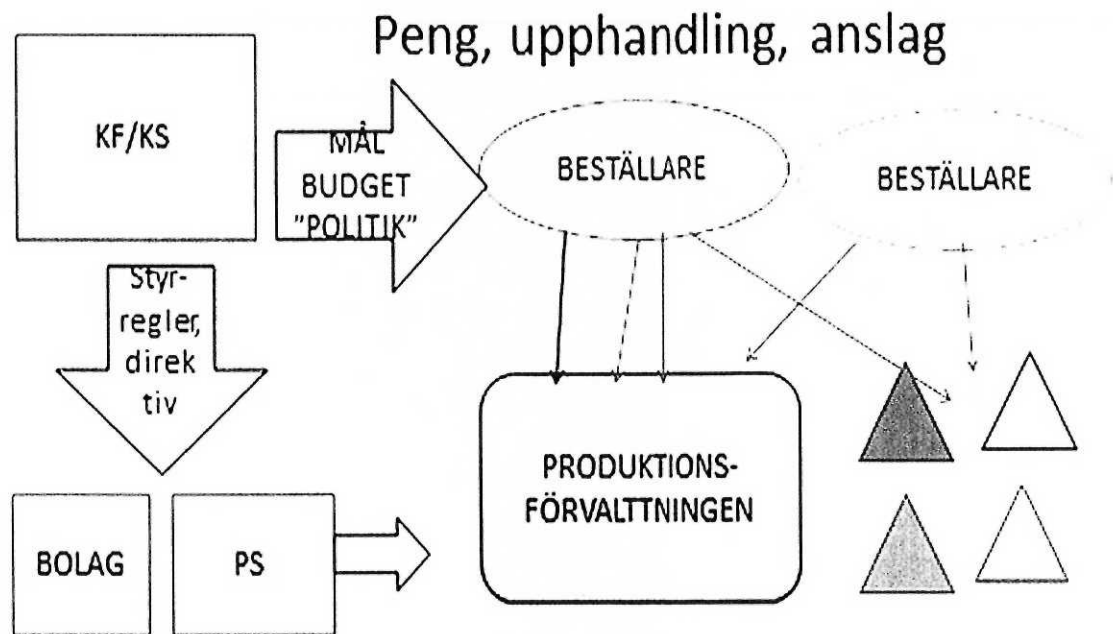 Peng, upphandling, anslag
KF/KS
MÅL
BUDGET
"POLITIK"
BESTÄLLARE
BESTÄLLARE
Styr-
regler,
direk
tiv
PRODUKTIONS-
FÖRVALTTNINGEN
BOLAG
PS